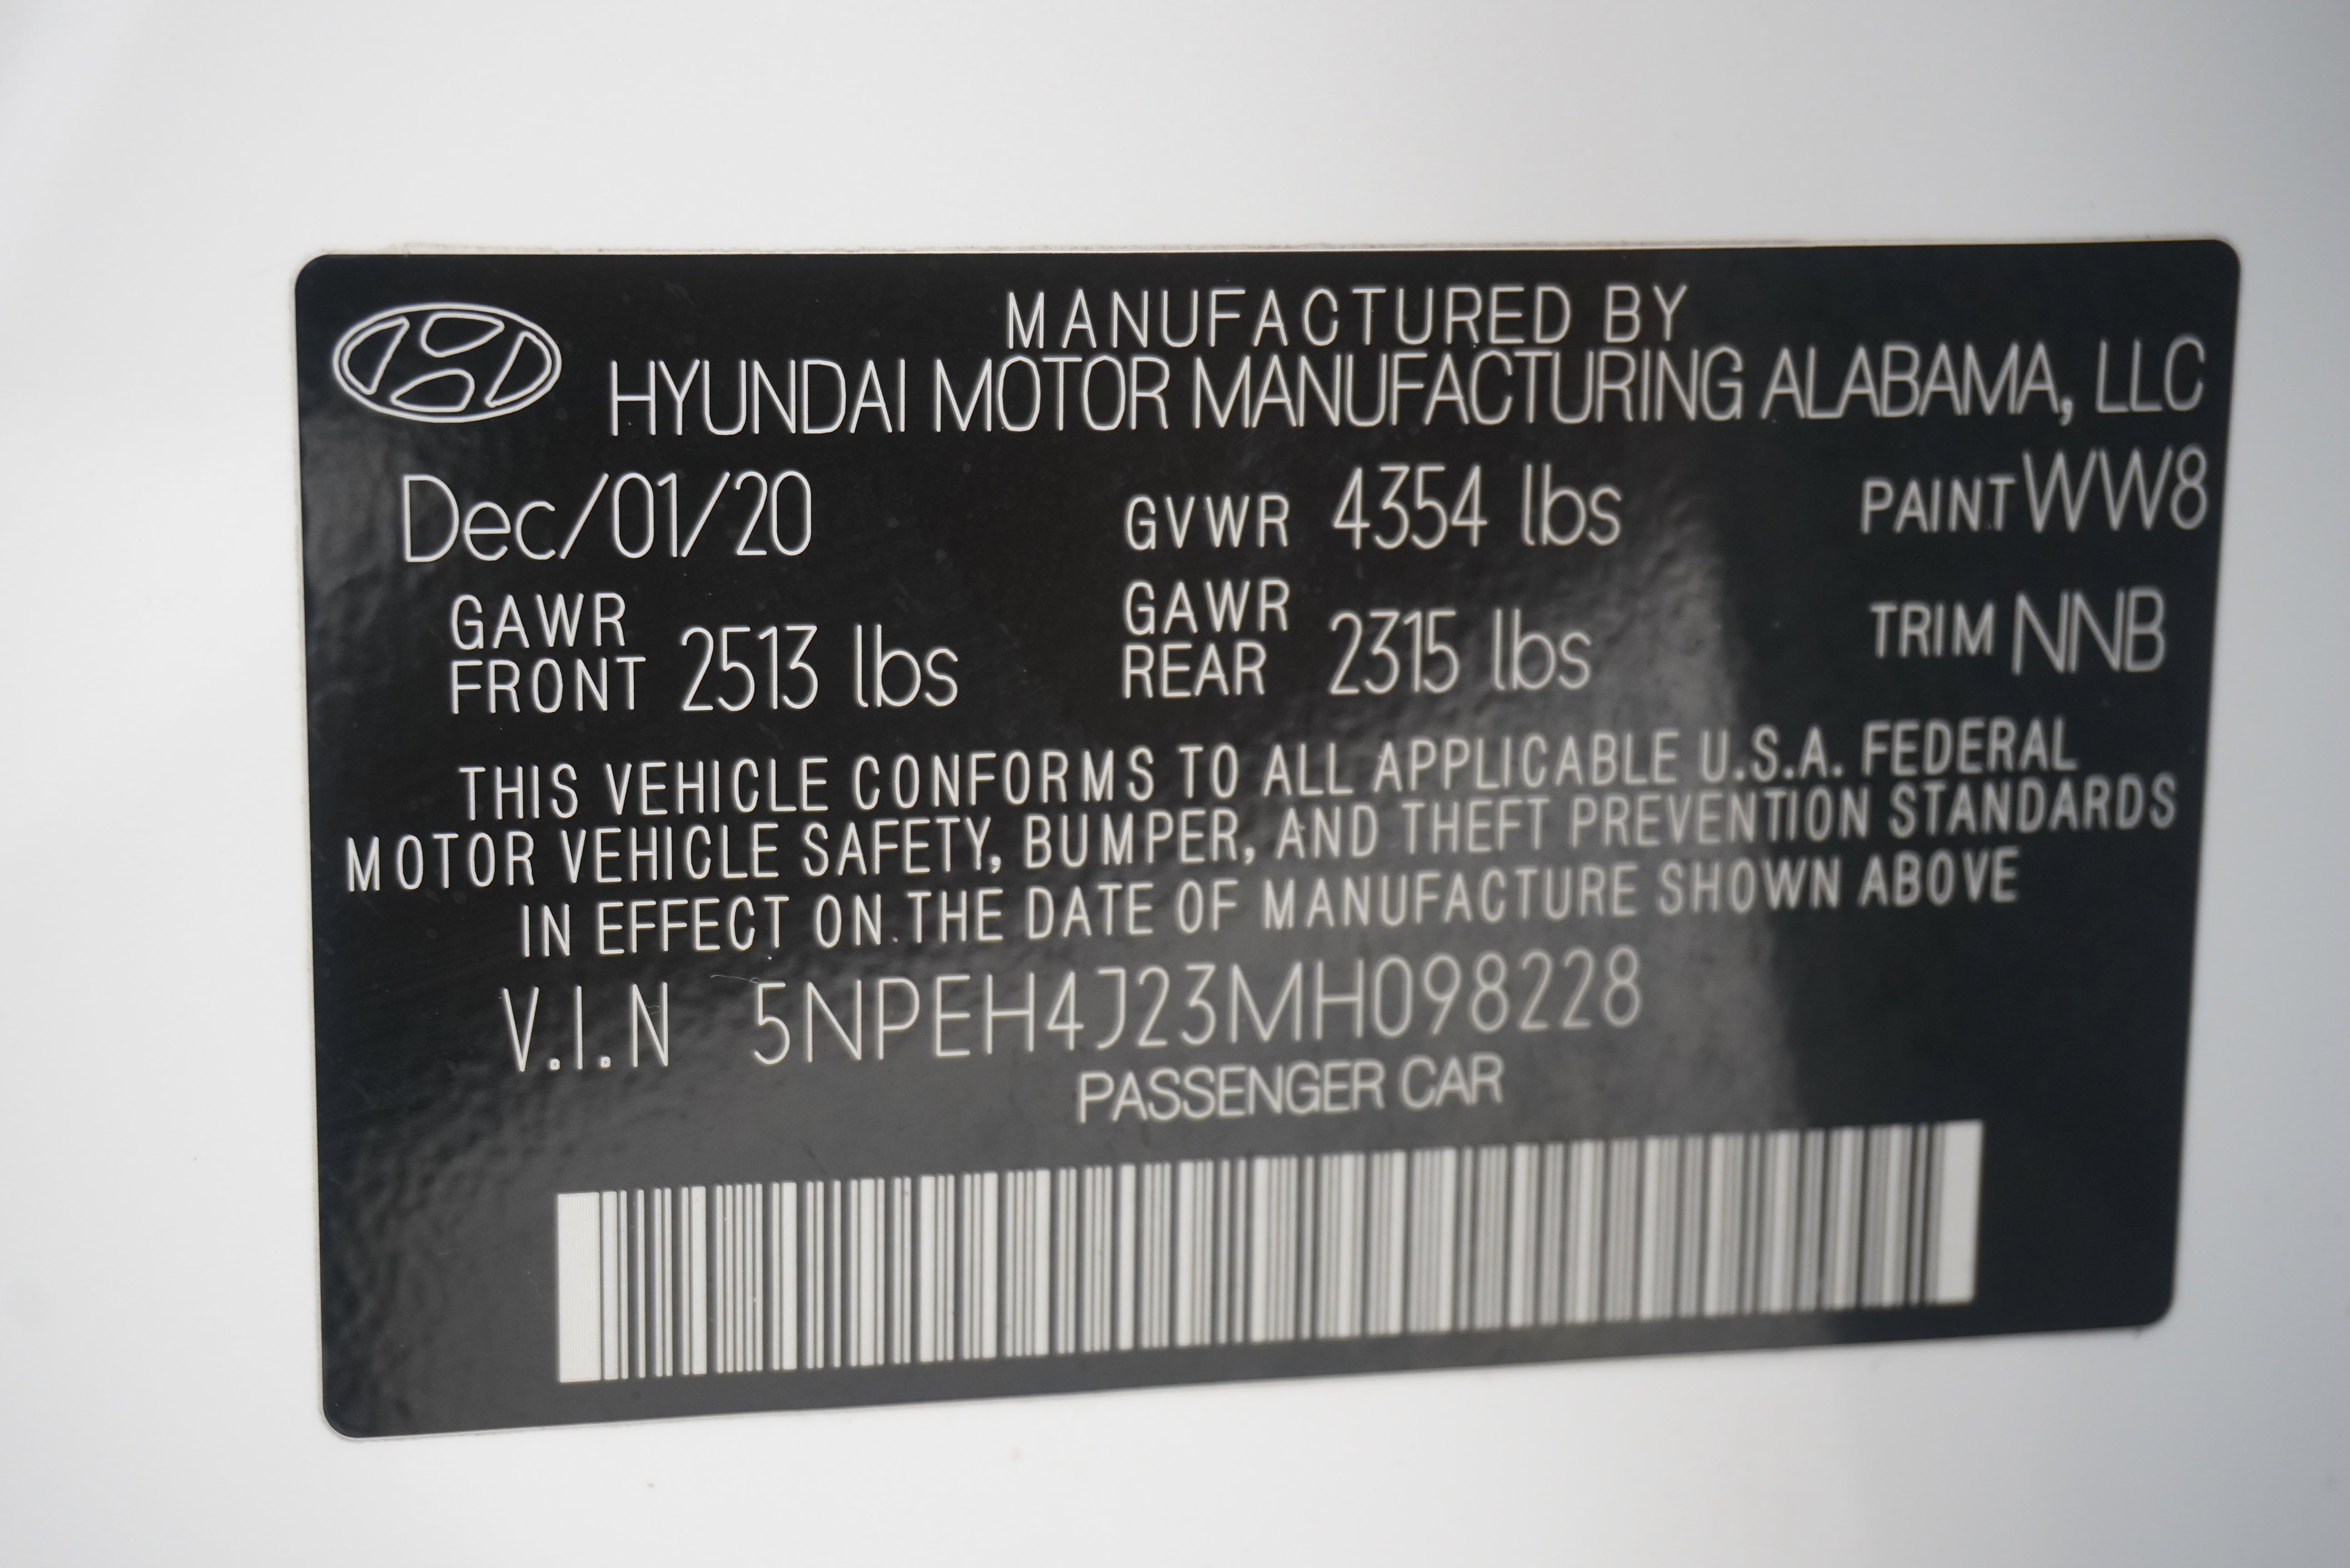 MANUFACTURED BY
HYUNDAI MOTOR MANUFACTURING ALABAMA, LLC
Dec/01/20 GVWR 4354 lbs PAINT WW8
GAWR FRONT 2513 lbs GAWR REAR 2315 lbs TRIM NNB
THIS VEHICLE CONFORMS TO ALL APPLICABLE U.S.A. FEDERAL
MOTOR VEHICLE SAFETY, BUMPER, AND THEFT PREVENTION STANDARDS
IN EFFECT ON THE DATE OF MANUFACTURE SHOWN ABOVE
V.I.N 5NPEH4J23MH098228
PASSENGER CAR